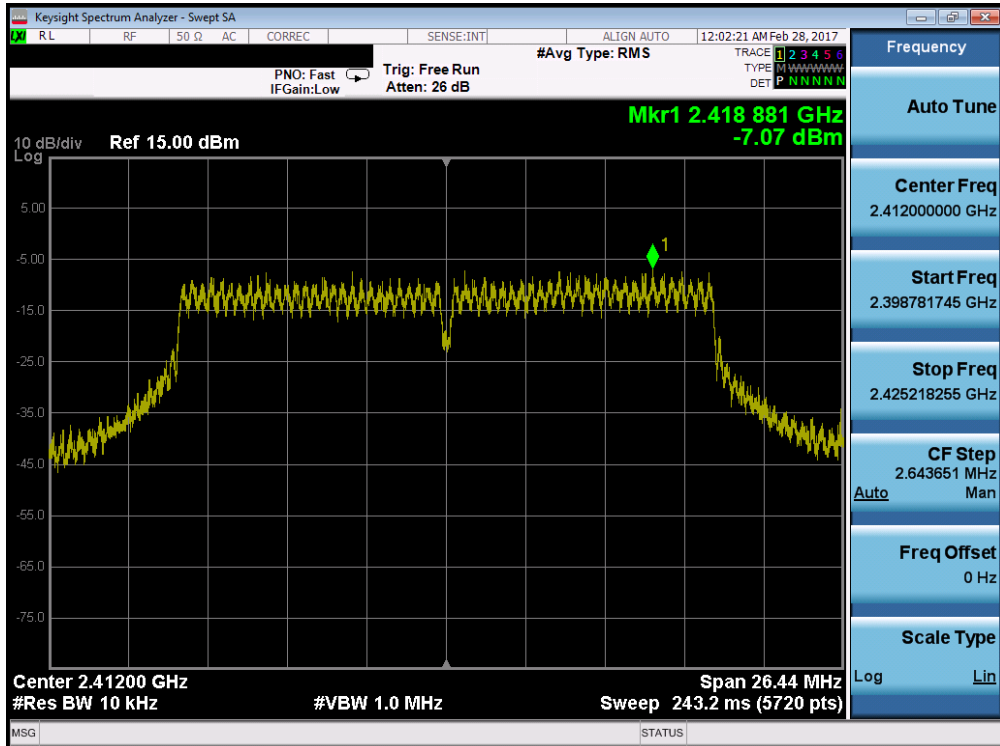 Keysight Spectrum Analyzer - Swept SA
LXI RL RF 50 Ω AC CORREC SENSE:INT ALIGN AUTO 12:02:21 AM Feb 28, 2017
#Avg Type: RMS
TRACE 1 2 3 4 5 6
PNO: Fast Trig: Free Run
TYPE M WWWWW
IFGain:Low Atten: 26 dB
DET P N N N N N
Mkr1 2.418 881 GHz
-7.07 dBm
10 dB/div Ref 15.00 dBm
Log
5.00
1
-5.00
-15.0
-25.0
-35.0
-45.0
-55.0
-65.0
-75.0
Center 2.41200 GHz Span 26.44 MHz
#Res BW 10 kHz #VBW 1.0 MHz Sweep 243.2 ms (5720 pts)
MSG STATUS
Frequency
Auto Tune
Center Freq
2.412000000 GHz
Start Freq
2.398781745 GHz
Stop Freq
2.425218255 GHz
CF Step
2.643651 MHz
Auto Man
Freq Offset
0 Hz
Scale Type
Log Lin